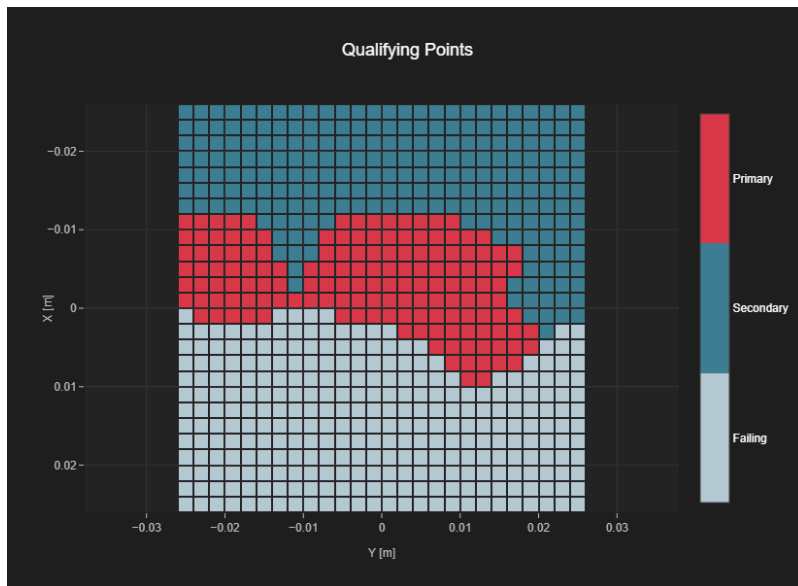 Qualifying Points
Primary
Secondary
Failing
X [m]
−0.02
−0.01
0
0.01
0.02
−0.03
−0.02
−0.01
0
0.01
0.02
0.03
Y [m]